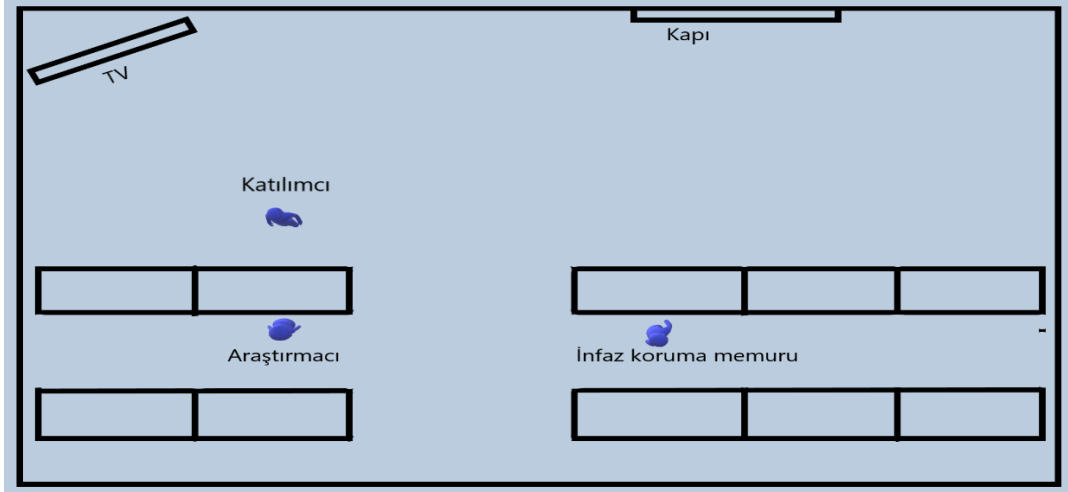 Kapı
TV
Katılımcı
Araştırmacı
İnfaz koruma memuru